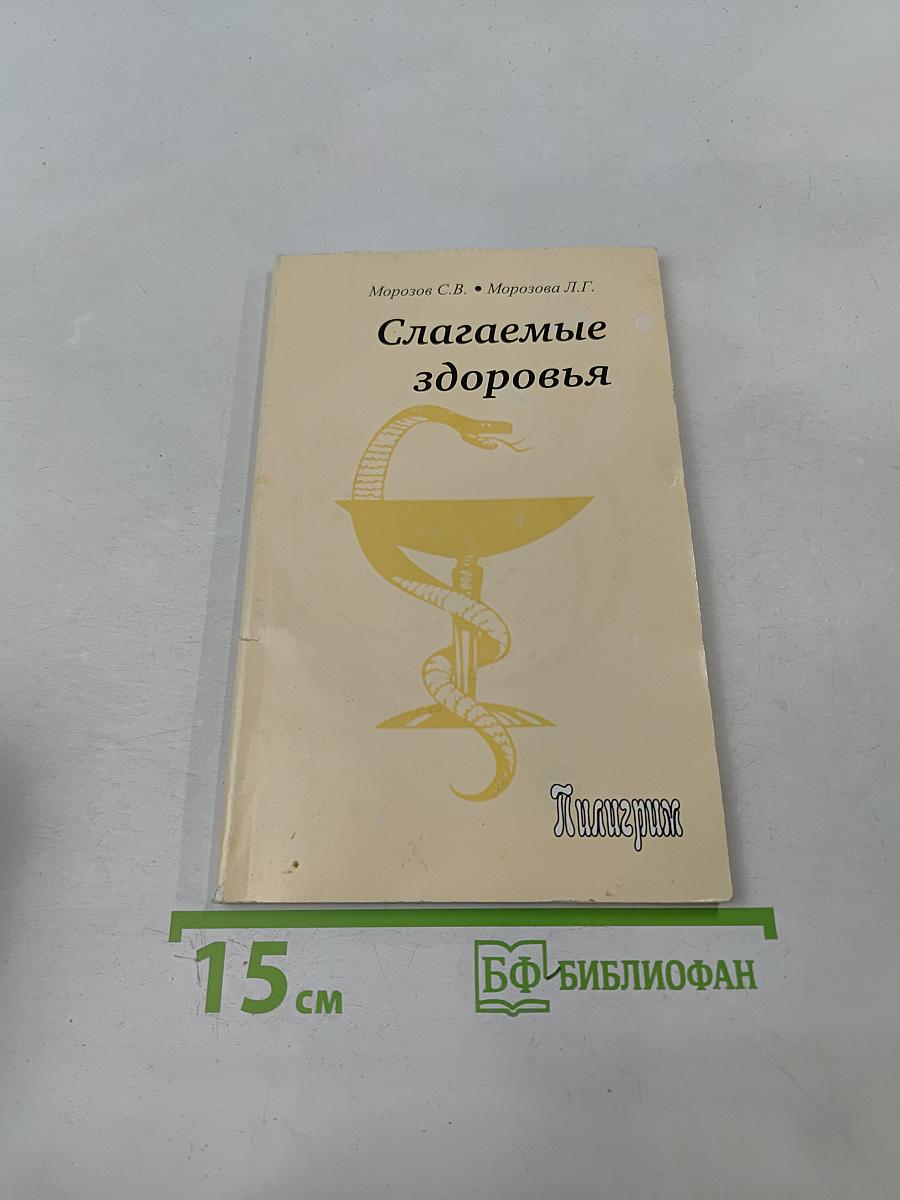 Морозов С.В. • Морозова Л.Г.
Слагаемые
здоровья
Пилигрим
15 см
БФ БИБЛИОФАН